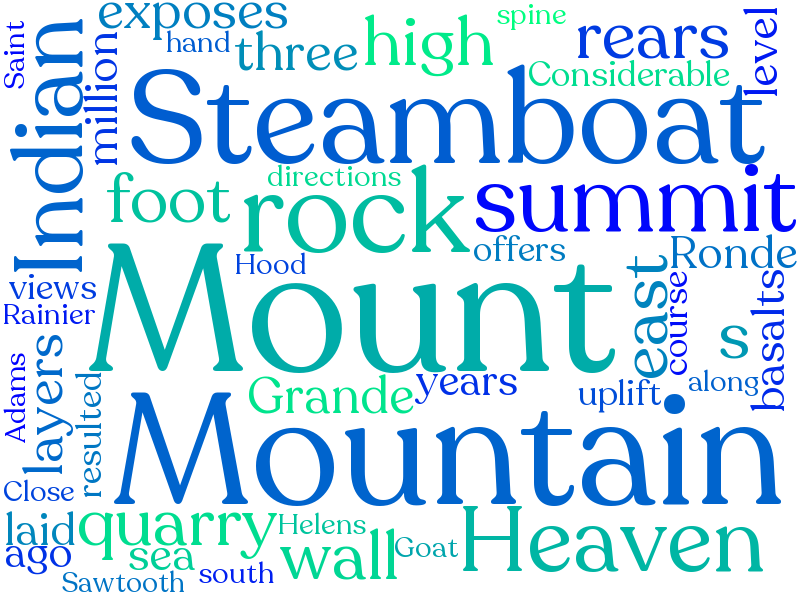 exposes
spine
Saint
hand
three
high
rears
level
million
Considerable
Indian
Steamboat
directions
foot
rock
summit
Hood
offers
Ronde
views
Rainier
Mount
east
course
basalts
s
Adams
layers
resulted
Grande
years
uplift
along
Mountain
Close
laid
quarry
Helens
Heaven
ago
sea
wall
Goat
Sawtooth
south